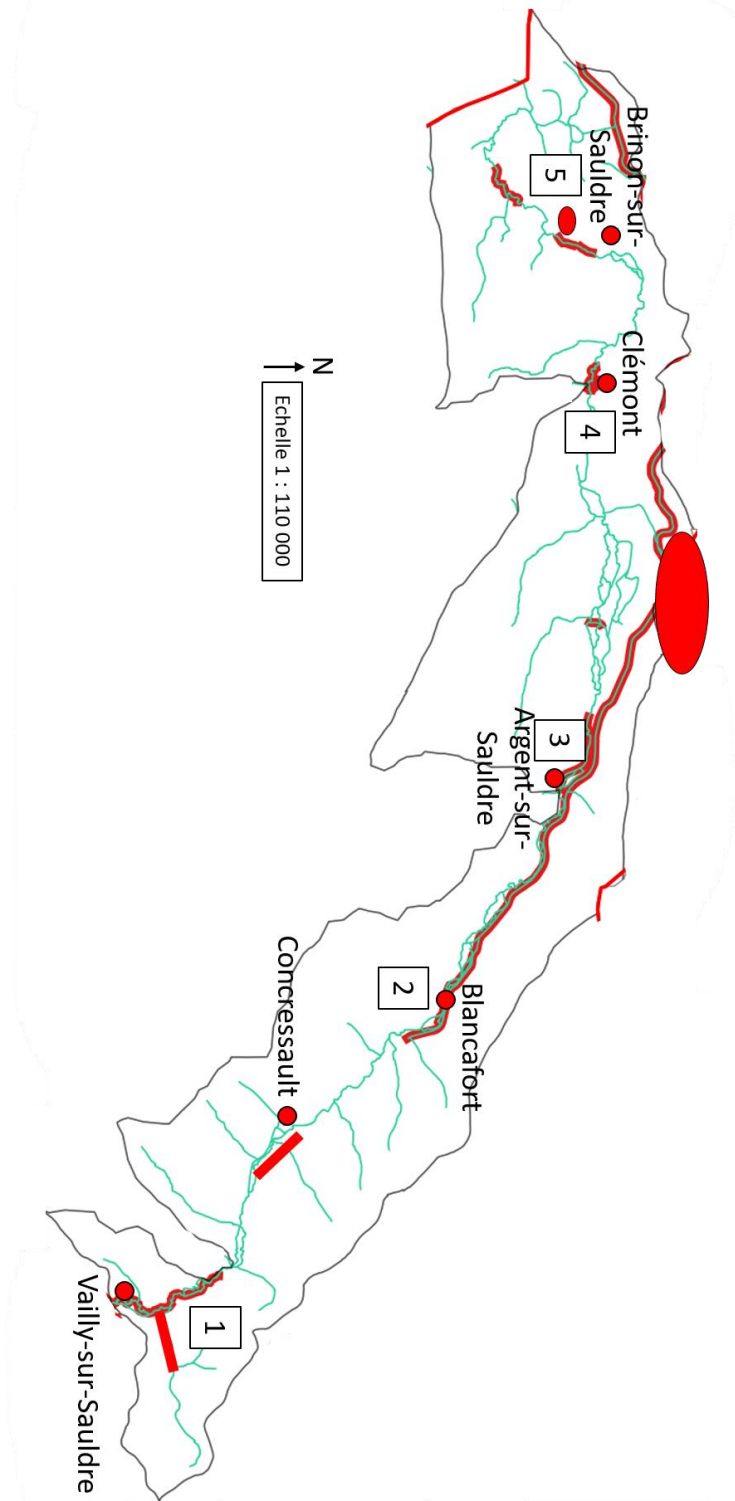 Brinon-sur-
Sauldre
5
Clémont
4
N
Echelle 1 : 110 000
3
Argent-sur-
Sauldre
Blancafort
2
Concressault
1
Vailly-sur-Sauldre